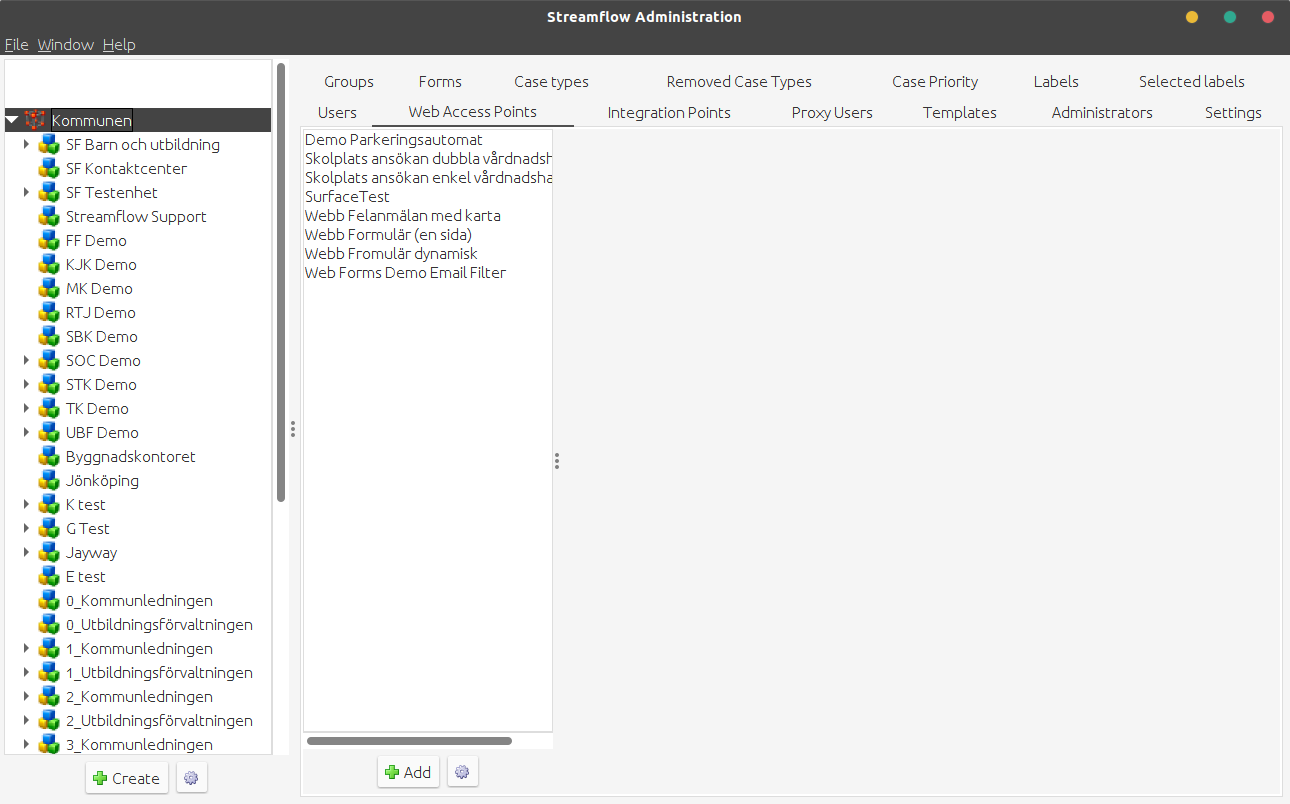 Streamflow Administration
File Window Help
Groups Forms Case types Removed Case Types Case Priority Labels Selected labels
Users Web Access Points Integration Points Proxy Users Templates Administrators Settings
Kommunen
SF Barn och utbildning
SF Kontaktcenter
SF Testenhet
Streamflow Support
FF Demo
KJK Demo
MK Demo
RTJ Demo
SBK Demo
SOC Demo
STK Demo
TK Demo
UBF Demo
Byggnadskontoret
Jönköping
K test
G Test
Jayway
E test
0_Kommunledningen
0_Utbildningsförvaltningen
1_Kommunledningen
1_Utbildningsförvaltningen
2_Kommunledningen
2_Utbildningsförvaltningen
3_Kommunledningen
Create
Demo Parkeringsautomat
Skolplats ansökan dubbla vårdnadsh
Skolplats ansökan enkel vårdnadsha
SurfaceTest
Webb Felanmälan med karta
Webb Formulär (en sida)
Webb Fromulär dynamisk
Web Forms Demo Email Filter
Add